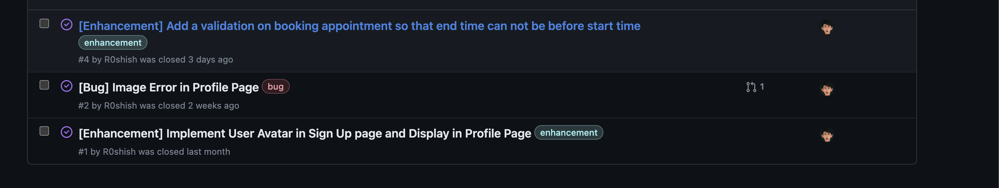 [Enhancement] Add a validation on booking appointment so that end time can not be before start time
enhancement
#4 by R0shish was closed 3 days ago
[Bug] Image Error in Profile Page bug 1
#2 by R0shish was closed 2 weeks ago
[Enhancement] Implement User Avatar in Sign Up page and Display in Profile Page enhancement
#1 by R0shish was closed last month